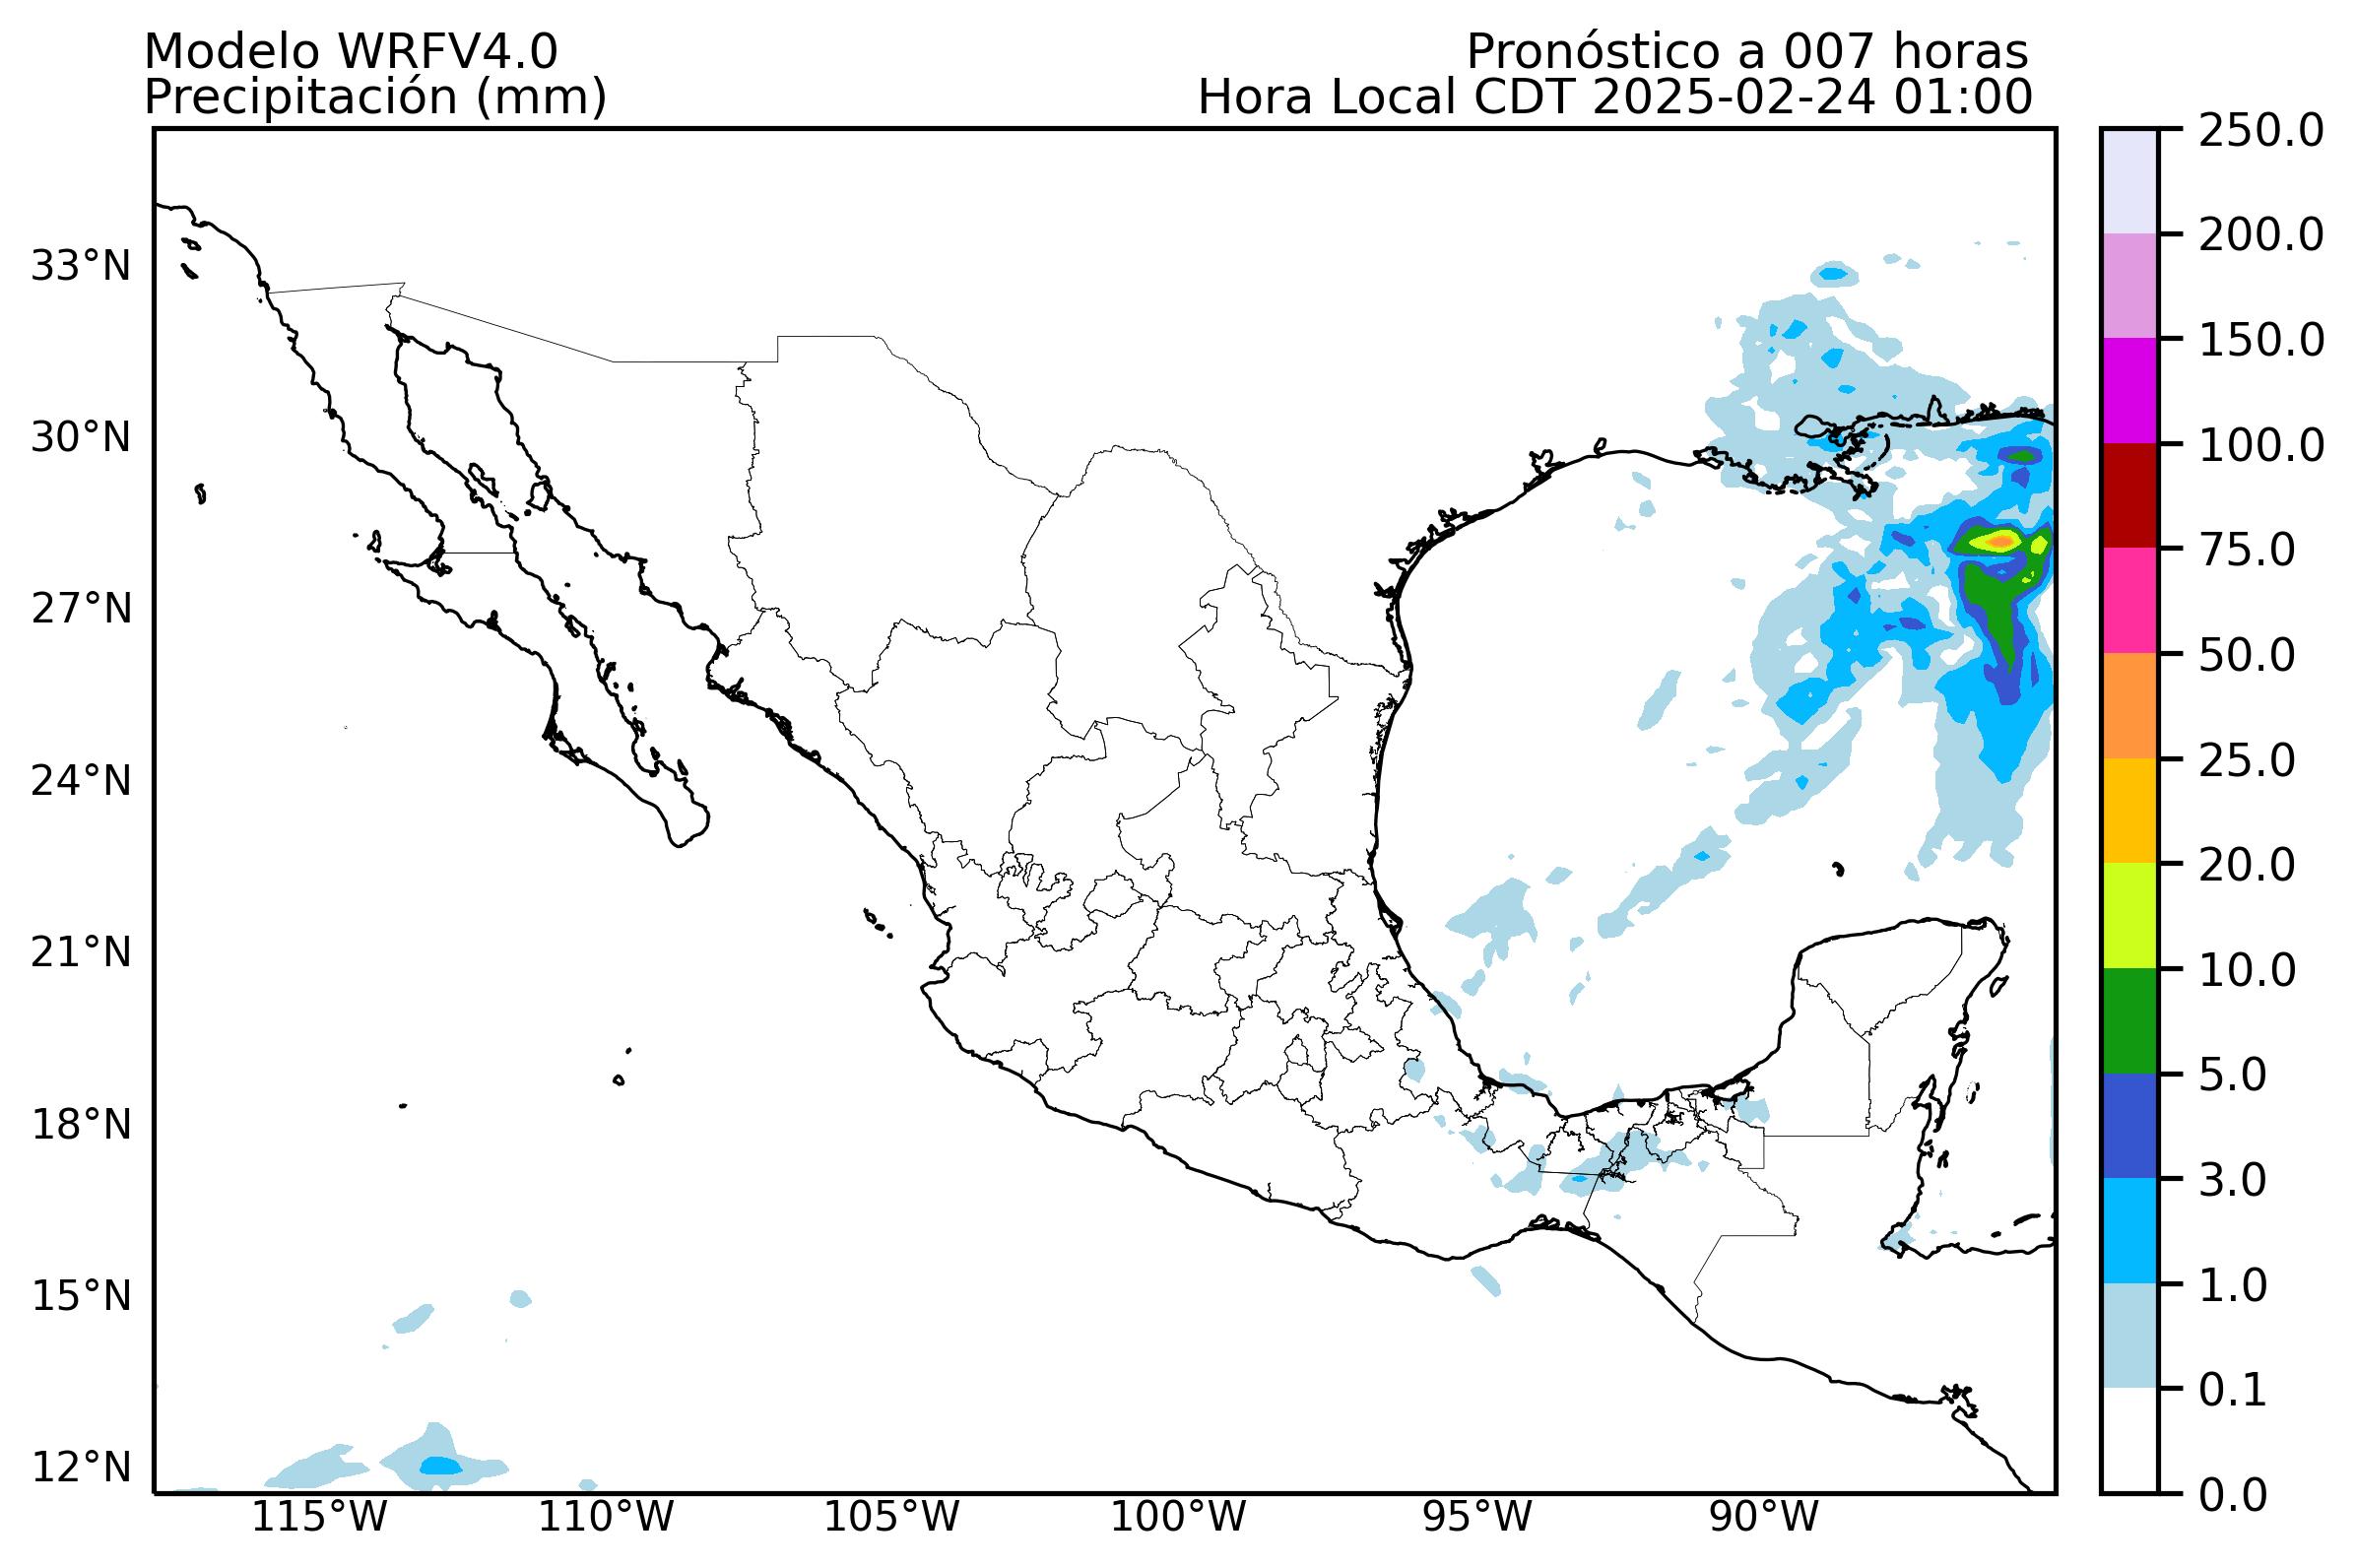 Modelo WRFV4.0
Precipitación (mm)
Pronóstico a 007 horas
Hora Local CDT 2025-02-24 01:00
33°N
30°N
27°N
24°N
21°N
18°N
15°N
12°N
115°W
110°W
105°W
100°W
95°W
90°W
250.0
200.0
150.0
100.0
75.0
50.0
25.0
20.0
10.0
5.0
3.0
1.0
0.1
0.0